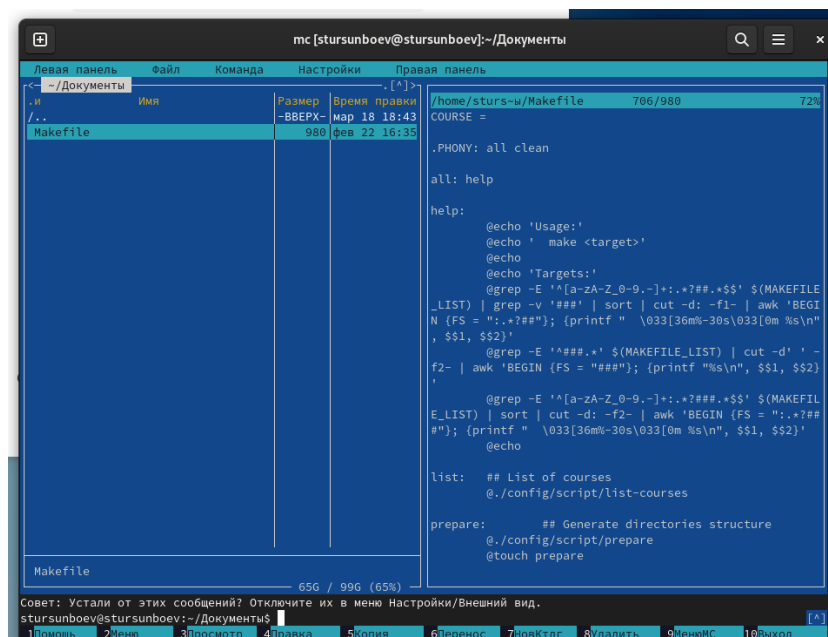 mc [stursunboev@stursunboev]:~/Документы
Левая панель Файл Команда Настройки Правая панель
<─ ~/Документы .[^]>
.и Имя Размер Время правки
/.. -ВВЕРХ- мар 18 18:43
Makefile 980 фев 22 16:35
Makefile
65G / 99G (65%)
/home/sturs~ы/Makefile 706/980 72%
COURSE =
.PHONY: all clean
all: help
help:
@echo 'Usage:'
@echo ' make <target>'
@echo
@echo 'Targets:'
@grep -E '^[a-zA-Z_0-9.-]+:.*?##.*$$' $(MAKEFILE
_LIST) | grep -v '###' | sort | cut -d: -f1- | awk 'BEGI
N {FS = ":.*?##"}; {printf " \033[36m%-30s\033[0m %s\n"
, $$1, $$2}'
@grep -E '^###.*' $(MAKEFILE_LIST) | cut -d' ' -
f2- | awk 'BEGIN {FS = "###"}; {printf "%s\n", $$1, $$2}
'
@grep -E '^[a-zA-Z_0-9.-]+:.*?###.*$$' $(MAKEFIL
E_LIST) | sort | cut -d: -f2- | awk 'BEGIN {FS = ":.*?##
#"}; {printf " \033[36m%-30s\033[0m %s\n", $$1, $$2}'
@echo
list: ## List of courses
@./config/script/list-courses
prepare: ## Generate directories structure
@./config/script/prepare
@touch prepare
Совет: Устали от этих сообщений? Отключите их в меню Настройки/Внешний вид.
stursunboev@stursunboev:~/Документы$ [^]
1Помощь 2Меню 3Просмотр 4Правка 5Копия 6Перенос 7НовКтлг 8Удалить 9МенюMC 10Выход